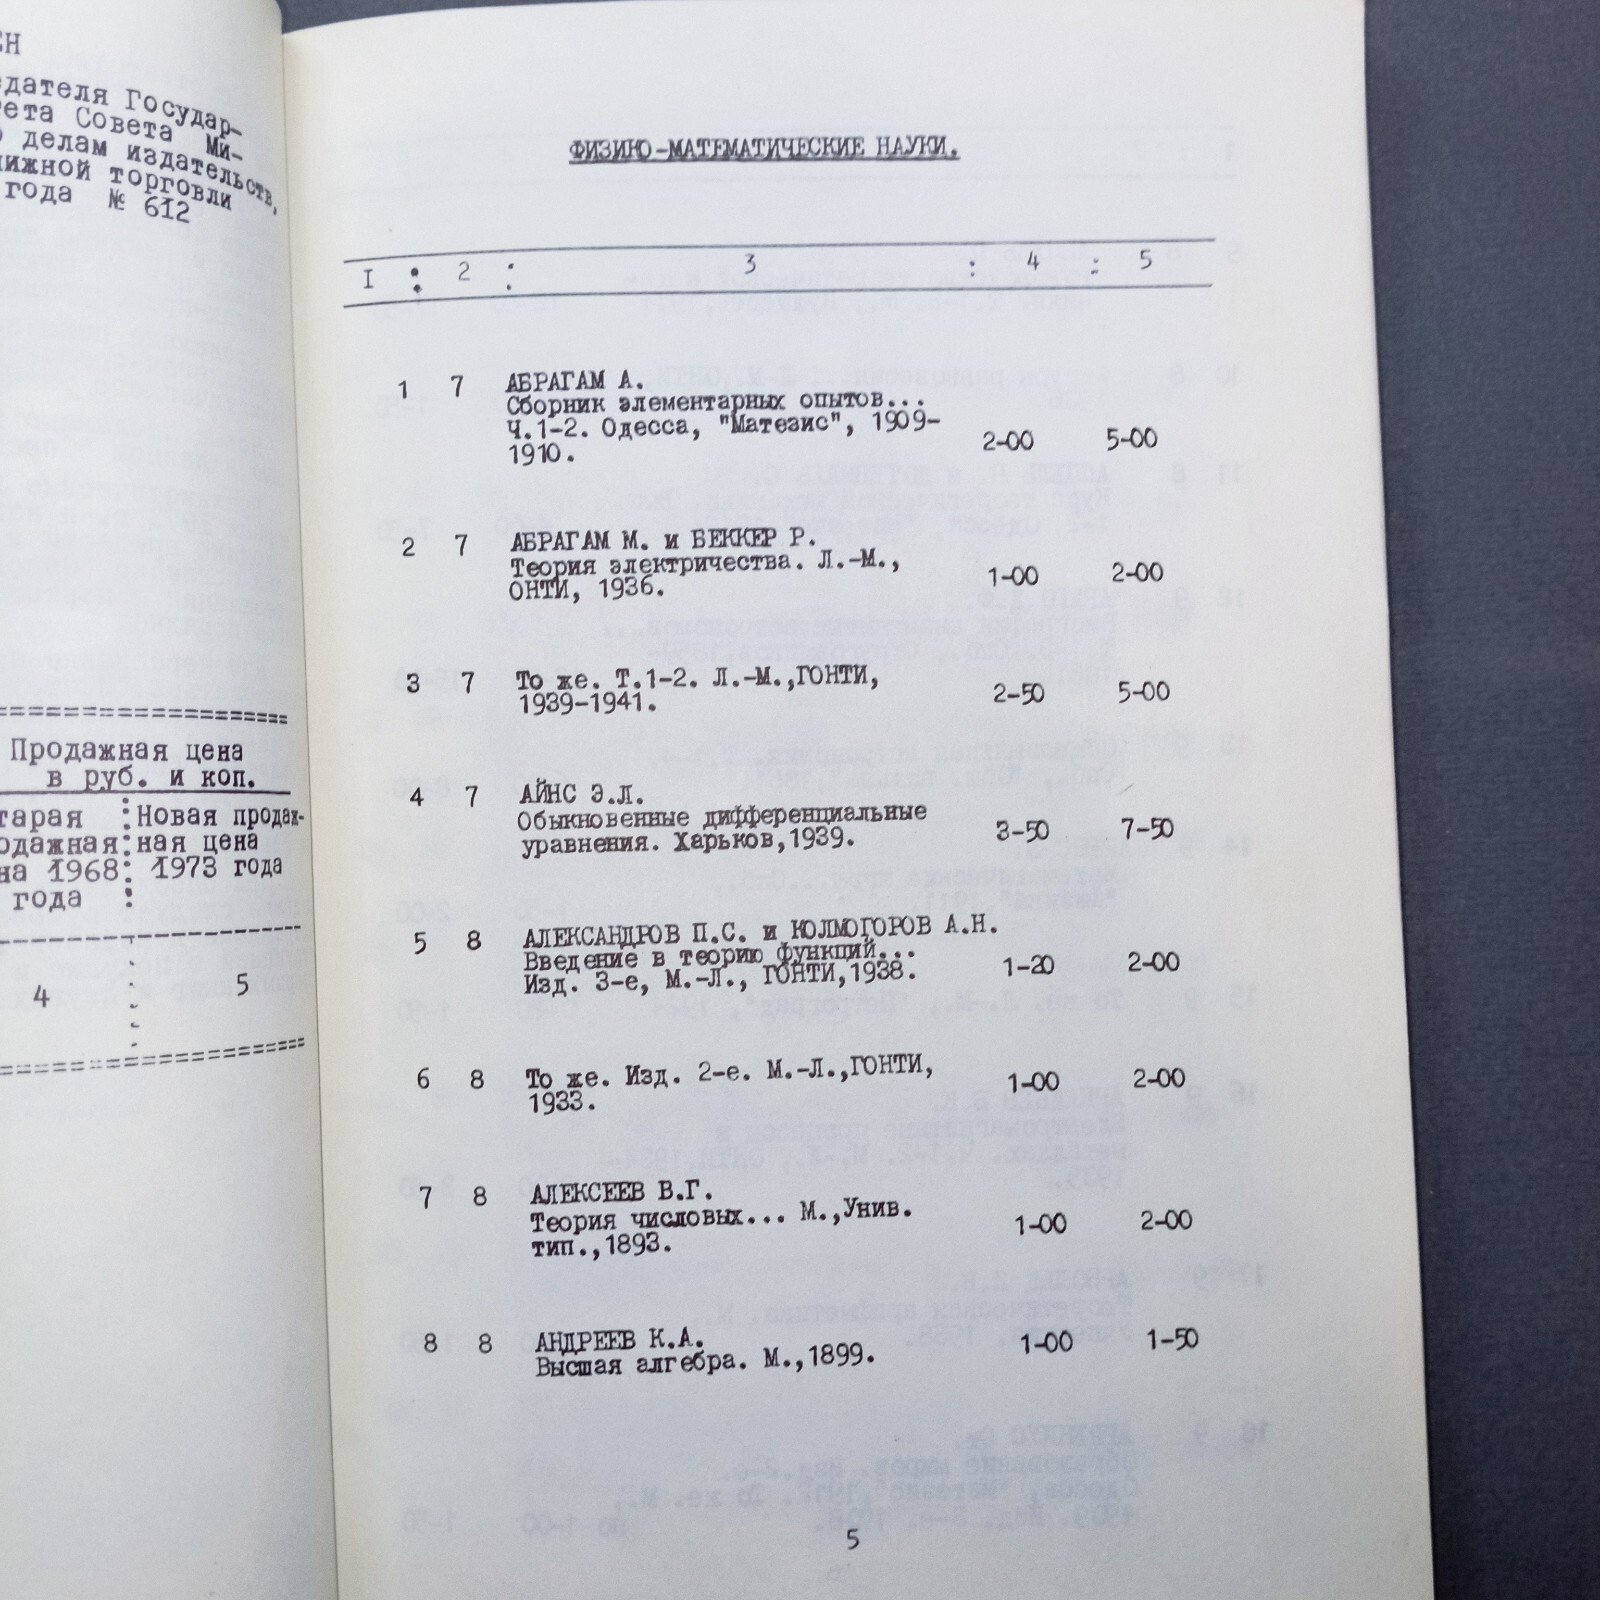 дателя Государ-
Совета Ми-
делам издательств,
торговли
года № 612
Продажная цена
в руб. и коп.
Новая продаж-
ная цена
1968 1973 года
года
4 5
ФИЗИКО-МАТЕМАТИЧЕСКИЕ НАУКИ.
I : 2 : 3 : 4 : 5
1 7 АБРАГАМ А.
Сборник элементарных опытов...
Ч.1-2. Одесса, "Матезис", 1909-
1910. 2-00 5-00
2 7 АБРАГАМ М. и БЕККЕР Р.
Теория электричества. Л.-М.,
ОНТИ, 1936. 1-00 2-00
3 7 То же. Т.1-2. Л.-М.,ГОНТИ,
1939-1941. 2-50 5-00
4 7 АЙНС Э.Л.
Обыкновенные дифференциальные
уравнения. Харьков,1939. 3-50 7-50
5 8 АЛЕКСАНДРОВ П.С. и КОЛМОГОРОВ А.Н.
Введение в теорию функций...
Изд. 3-е, М.-Л., ГОНТИ,1938. 1-20 2-00
6 8 То же. Изд. 2-е. М.-Л.,ГОНТИ,
1933. 1-00 2-00
7 8 АЛЕКСЕЕВ В.Г.
Теория числовых... М.,Унив.
тип.,1893. 1-00 2-00
8 8 АНДРЕЕВ К.А.
Высшая алгебра. М.,1899. 1-00 1-50
5